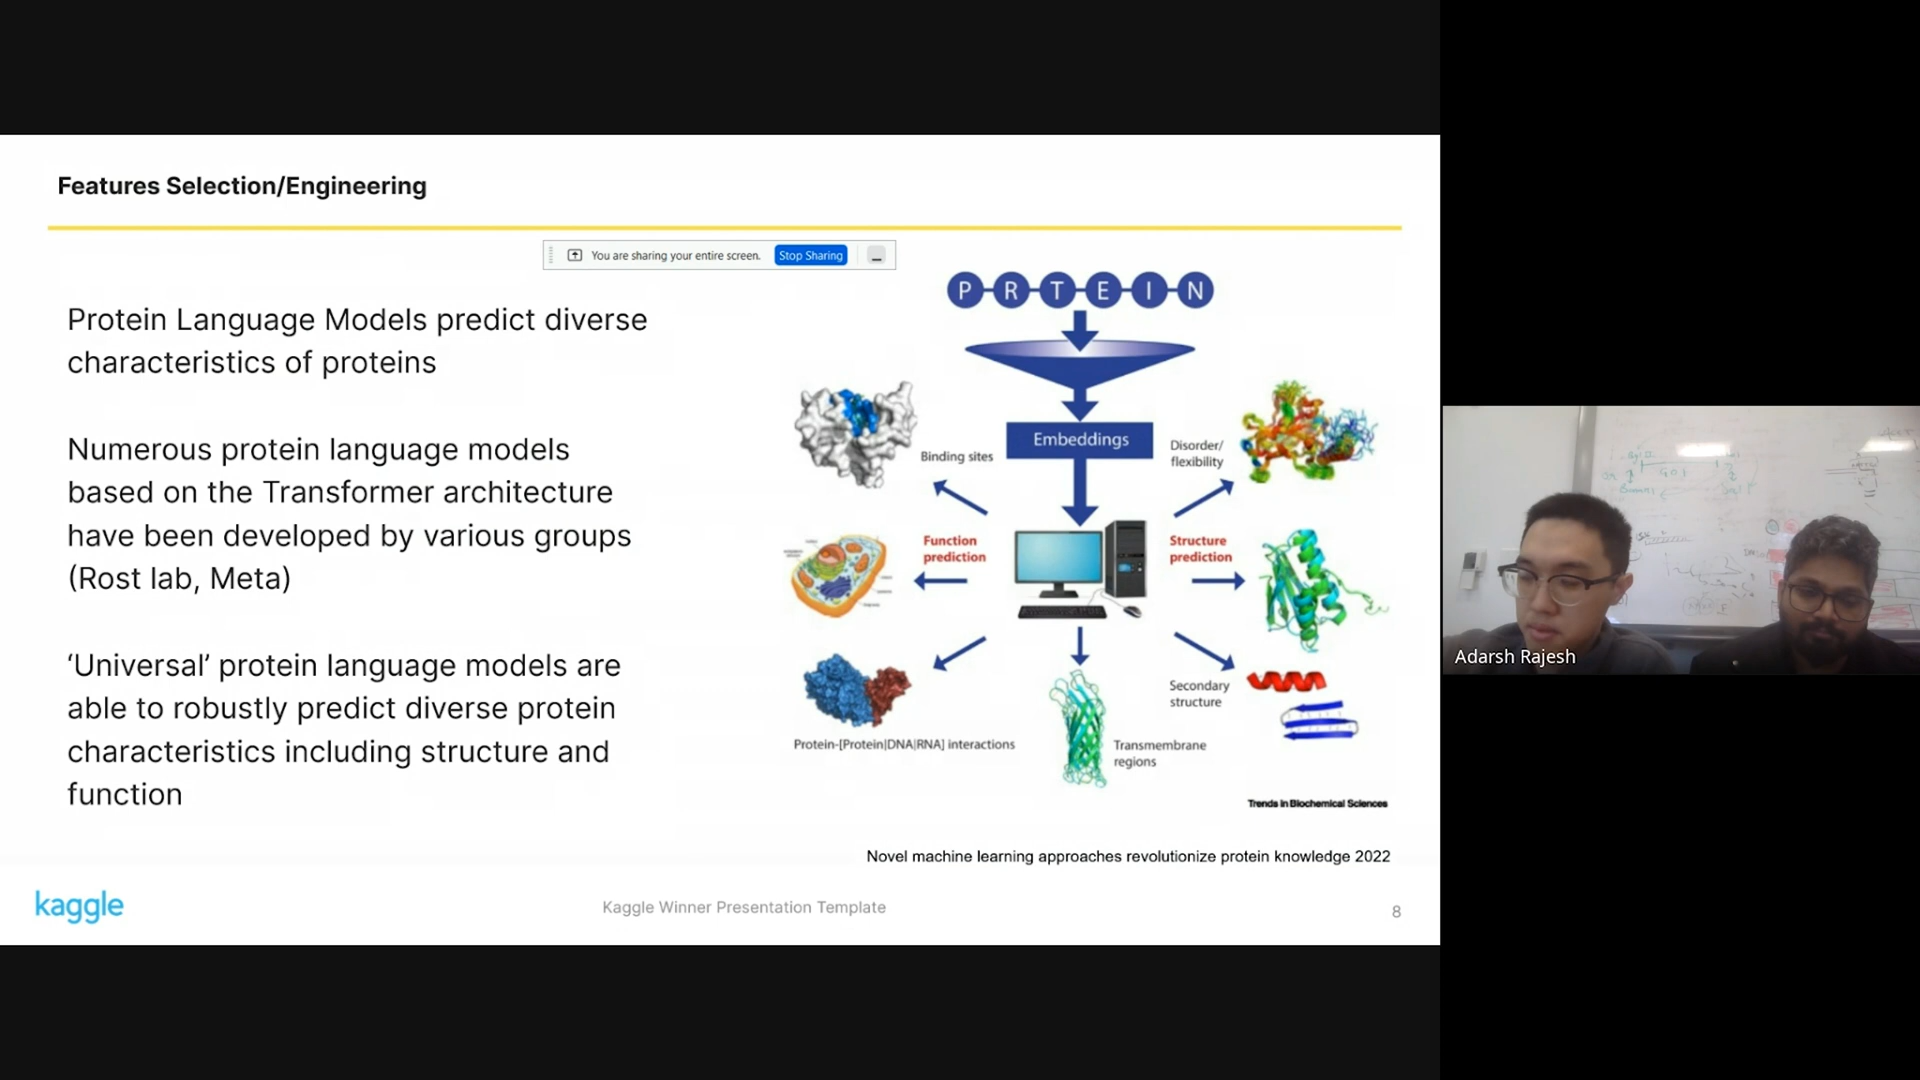 Features Selection/Engineering
You are sharing your entire screen.
Stop Sharing
Protein Language Models predict diverse
characteristics of proteins
Numerous protein language models
based on the Transformer architecture
have been developed by various groups
(Rost lab, Meta)
‘Universal’ protein language models are
able to robustly predict diverse protein
characteristics including structure and
function
P-R-T-E-I-N
Embeddings
Binding sites
Disorder/
flexibility
Function
prediction
Structure
prediction
Protein-[Protein|DNA|RNA] interactions
Transmembrane
regions
Secondary
structure
Trends in Biochemical Sciences
Novel machine learning approaches revolutionize protein knowledge 2022
kaggle
Kaggle Winner Presentation Template
8
Adarsh Rajesh